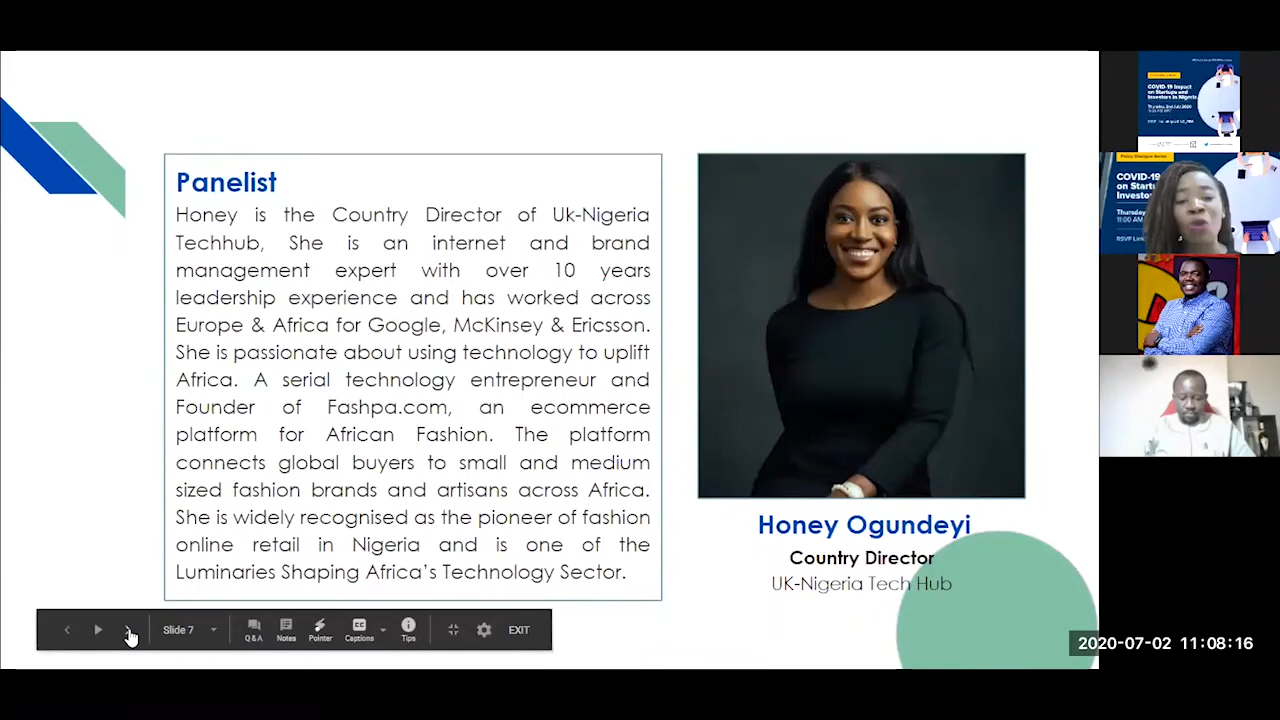 Panelist
Honey is the Country Director of Uk-Nigeria
Techhub, She is an internet and brand
management expert with over 10 years
leadership experience and has worked across
Europe & Africa for Google, McKinsey & Ericsson.
She is passionate about using technology to uplift
Africa. A serial technology entrepreneur and
Founder of Fashpa.com, an ecommerce
platform for African Fashion. The platform
connects global buyers to small and medium
sized fashion brands and artisans across Africa.
She is widely recognised as the pioneer of fashion
online retail in Nigeria and is one of the
Luminaries Shaping Africa's Technology Sector.
Honey Ogundeyi
Country Director
UK-Nigeria Tech Hub
Slide 7
Q & A
Notes
Pointer
Captions
Tips
EXIT
COVID-19 Impact
on Startups and
Investors in Nigeria
Thursday, 2nd July 2020
Policy Dialogue Series
COVID-19
on Startu
Investors
Thursday
11:00 AM
RSVP Link
2020-07-02 11:08:16